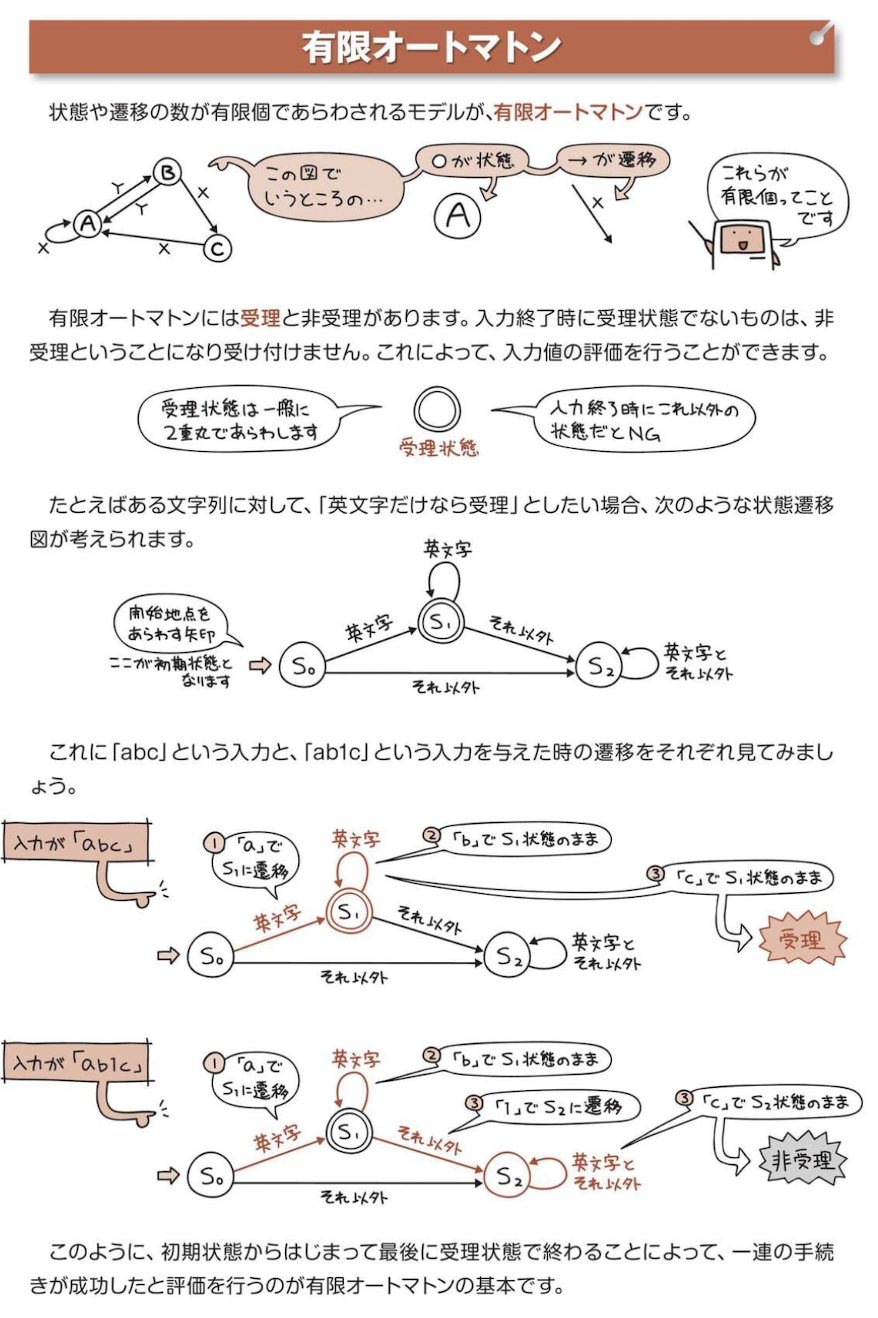 有限オートマトン
状態や遷移の数が有限個であらわされるモデルが、有限オートマトンです。
B
Y
X
Y
A
X
X
C
この図で
いうところの…
○が状態
A
→が遷移
X
これらが
有限個ってこと
です
有限オートマトンには受理と非受理があります。入力終了時に受理状態でないものは、非
受理ということになり受け付けません。これによって、入力値の評価を行うことができます。
受理状態は一般に
2重丸であらわします
受理状態
入力終了時にこれ以外の
状態だとNG
たとえばある文字列に対して、「英文字だけなら受理」としたい場合、次のような状態遷移
図が考えられます。
英文字
開始地点を
あらわす矢印
ここが初期状態と
なります
S₀
英文字
S₁
それ以外
S₂
英文字と
それ以外
それ以外
これに「abc」という入力と、「ab1c」という入力を与えた時の遷移をそれぞれ見てみまし
ょう。
入力が「abc」
① 「a」で
S₁に遷移
英文字
② 「b」でS₁状態のまま
③ 「c」でS₁状態のまま
受理
S₀
英文字
S₁
それ以外
S₂
英文字と
それ以外
それ以外
入力が「ab1c」
① 「a」で
S₁に遷移
英文字
② 「b」でS₁状態のまま
③ 「1」でS₂に遷移
③ 「c」でS₂状態のまま
非受理
S₀
英文字
S₁
それ以外
S₂
英文字と
それ以外
それ以外
このように、初期状態からはじまって最後に受理状態で終わることによって、一連の手続
きが成功したと評価を行うのが有限オートマトンの基本です。